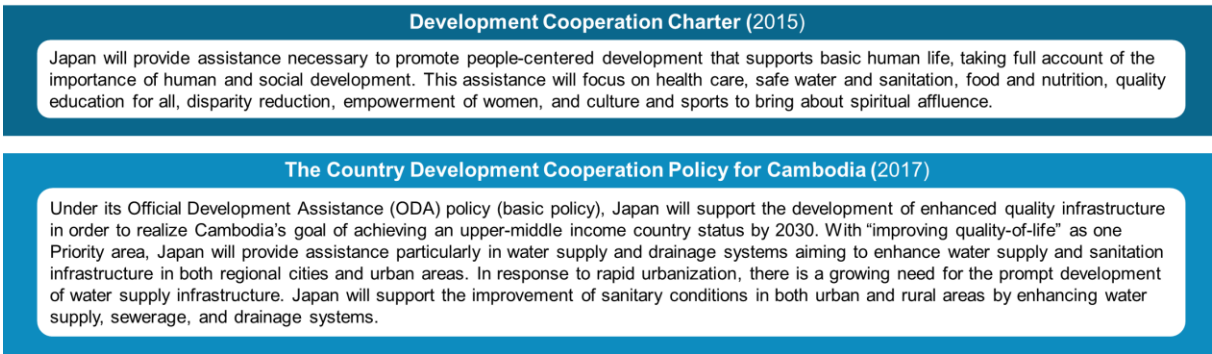 Development Cooperation Charter (2015)
Japan will provide assistance necessary to promote people-centered development that supports basic human life, taking full account of the
importance of human and social development. This assistance will focus on health care, safe water and sanitation, food and nutrition, quality
education for all, disparity reduction, empowerment of women, and culture and sports to bring about spiritual affluence.
The Country Development Cooperation Policy for Cambodia (2017)
Under its Official Development Assistance (ODA) policy (basic policy), Japan will support the development of enhanced quality infrastructure
in order to realize Cambodia's goal of achieving an upper-middle income country status by 2030. With “improving quality-of-life” as one
Priority area, Japan will provide assistance particularly in water supply and drainage systems aiming to enhance water supply and sanitation
infrastructure in both regional cities and urban areas. In response to rapid urbanization, there is a growing need for the prompt development
of water supply infrastructure. Japan will support the improvement of sanitary conditions in both urban and rural areas by enhancing water
supply, sewerage, and drainage systems.